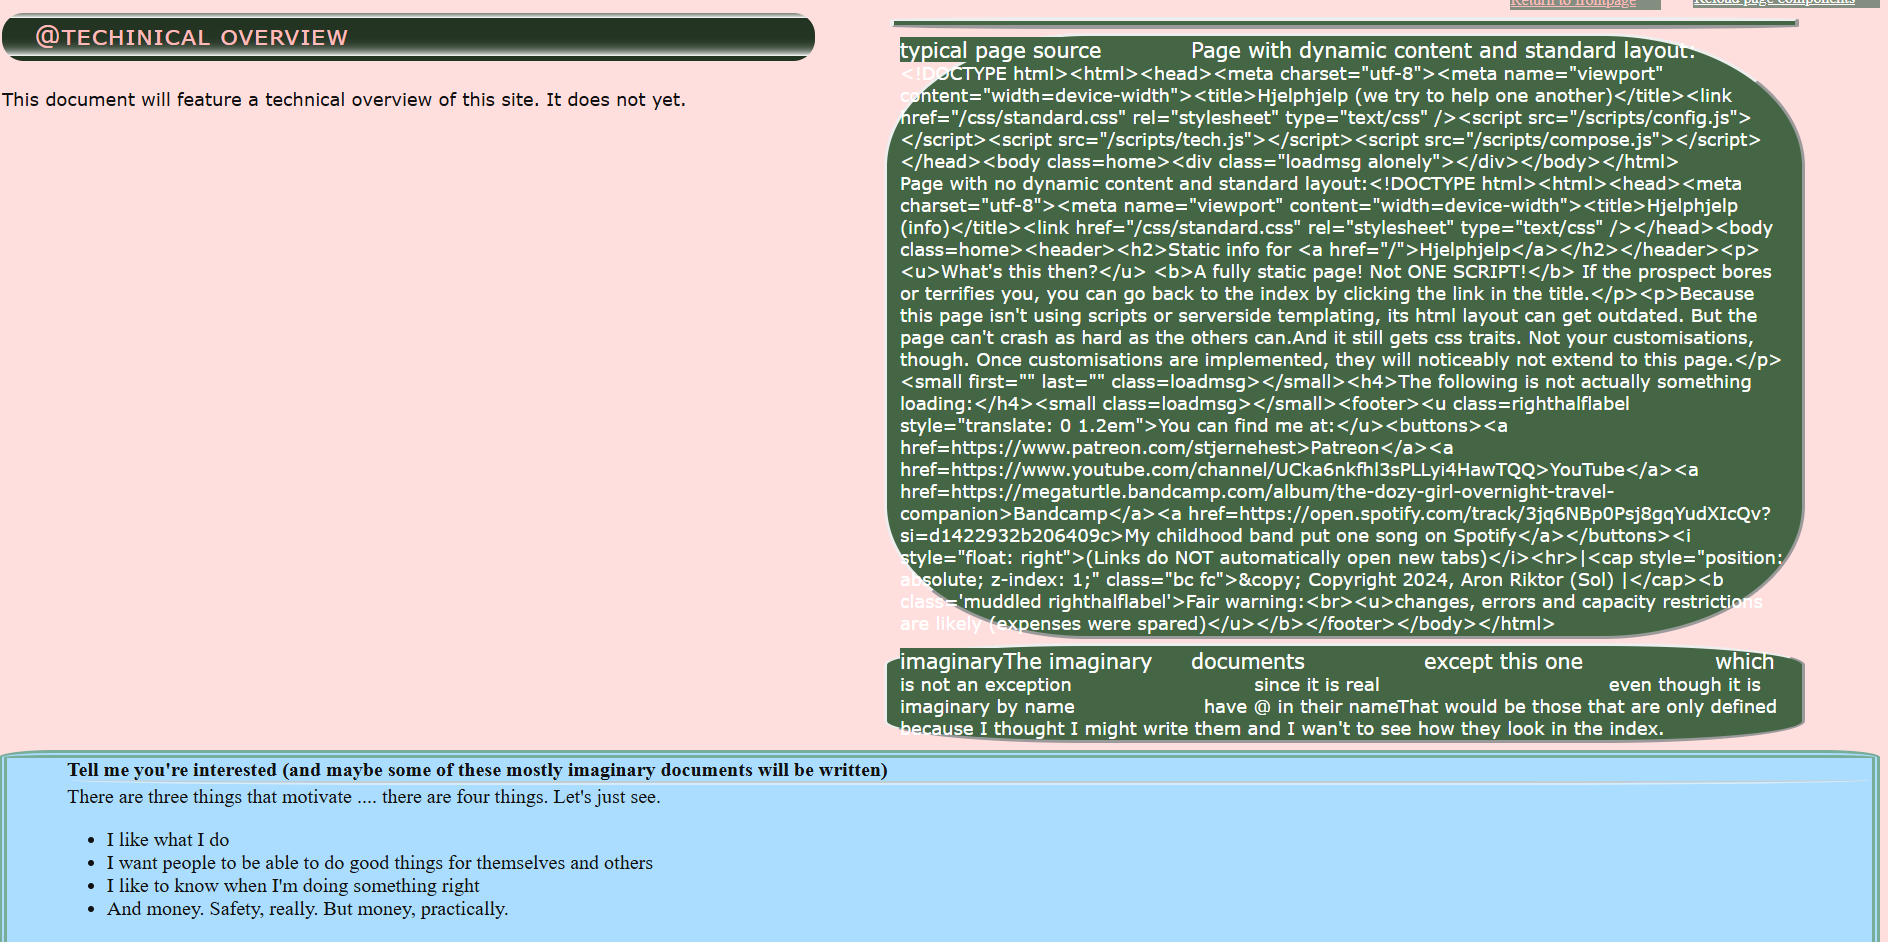 Return to frontpage
Reload page components
@TECHINICAL OVERVIEW
This document will feature a technical overview of this site. It does not yet.
typical page source Page with dynamic content and standard layout:
<!DOCTYPE html><html><head><meta charset="utf-8"><meta name="viewport"
content="width=device-width"><title>Hjelphjelp (we try to help one another)</title><link
href="/css/standard.css" rel="stylesheet" type="text/css" /><script src="/scripts/config.js">
</script><script src="/scripts/tech.js"></script><script src="/scripts/compose.js"></script>
</head><body class=home><div class="loadmsg alonely"></div></body></html>
Page with no dynamic content and standard layout:<!DOCTYPE html><html><head><meta
charset="utf-8"><meta name="viewport" content="width=device-width"><title>Hjelphjelp
(info)</title><link href="/css/standard.css" rel="stylesheet" type="text/css" /></head><body
class=home><header><h2>Static info for <a href="/">Hjelphjelp</a></h2></header><p>
<u>What's this then?</u> <b>A fully static page! Not ONE SCRIPT!</b> If the prospect bores
or terrifies you, you can go back to the index by clicking the link in the title.</p><p>Because
this page isn't using scripts or serverside templating, its html layout can get outdated. But the
page can't crash as hard as the others can.And it still gets css traits. Not your customisations,
though. Once customisations are implemented, they will noticeably not extend to this page.</p>
<small first="" last="" class=loadmsg></small><h4>The following is not actually something
loading:</h4><small class=loadmsg></small><footer><u class=righthalflabel
style="translate: 0 1.2em">You can find me at:</u><buttons><a
href=https://www.patreon.com/stjernehest>Patreon</a><a
href=https://www.youtube.com/channel/UCka6nkfhl3sPLLyi4HawTQQ>YouTube</a><a
href=https://megaturtle.bandcamp.com/album/the-dozy-girl-overnight-travel-
companion>Bandcamp</a><a href=https://open.spotify.com/track/3jq6NBp0Psj8gqYudXIcQv?
si=d1422932b206409c>My childhood band put one song on Spotify</a></buttons><i
style="float: right">(Links do NOT automatically open new tabs)</i><hr>|<cap style="position:
absolute; z-index: 1;" class="bc fc">&copy; Copyright 2024, Aron Riktor (Sol) |</cap><b
class='muddled righthalflabel'>Fair warning:<br><u>changes, errors and capacity restrictions
are likely (expenses were spared)</u></b></footer></body></html>
imaginaryThe imaginary documents except this one which
is not an exception since it is real even though it is
imaginary by name have @ in their nameThat would be those that are only defined
because I thought I might write them and I wan't to see how they look in the index.
Tell me you're interested (and maybe some of these mostly imaginary documents will be written)
There are three things that motivate .... there are four things. Let's just see.
• I like what I do
• I want people to be able to do good things for themselves and others
• I like to know when I'm doing something right
• And money. Safety, really. But money, practically.